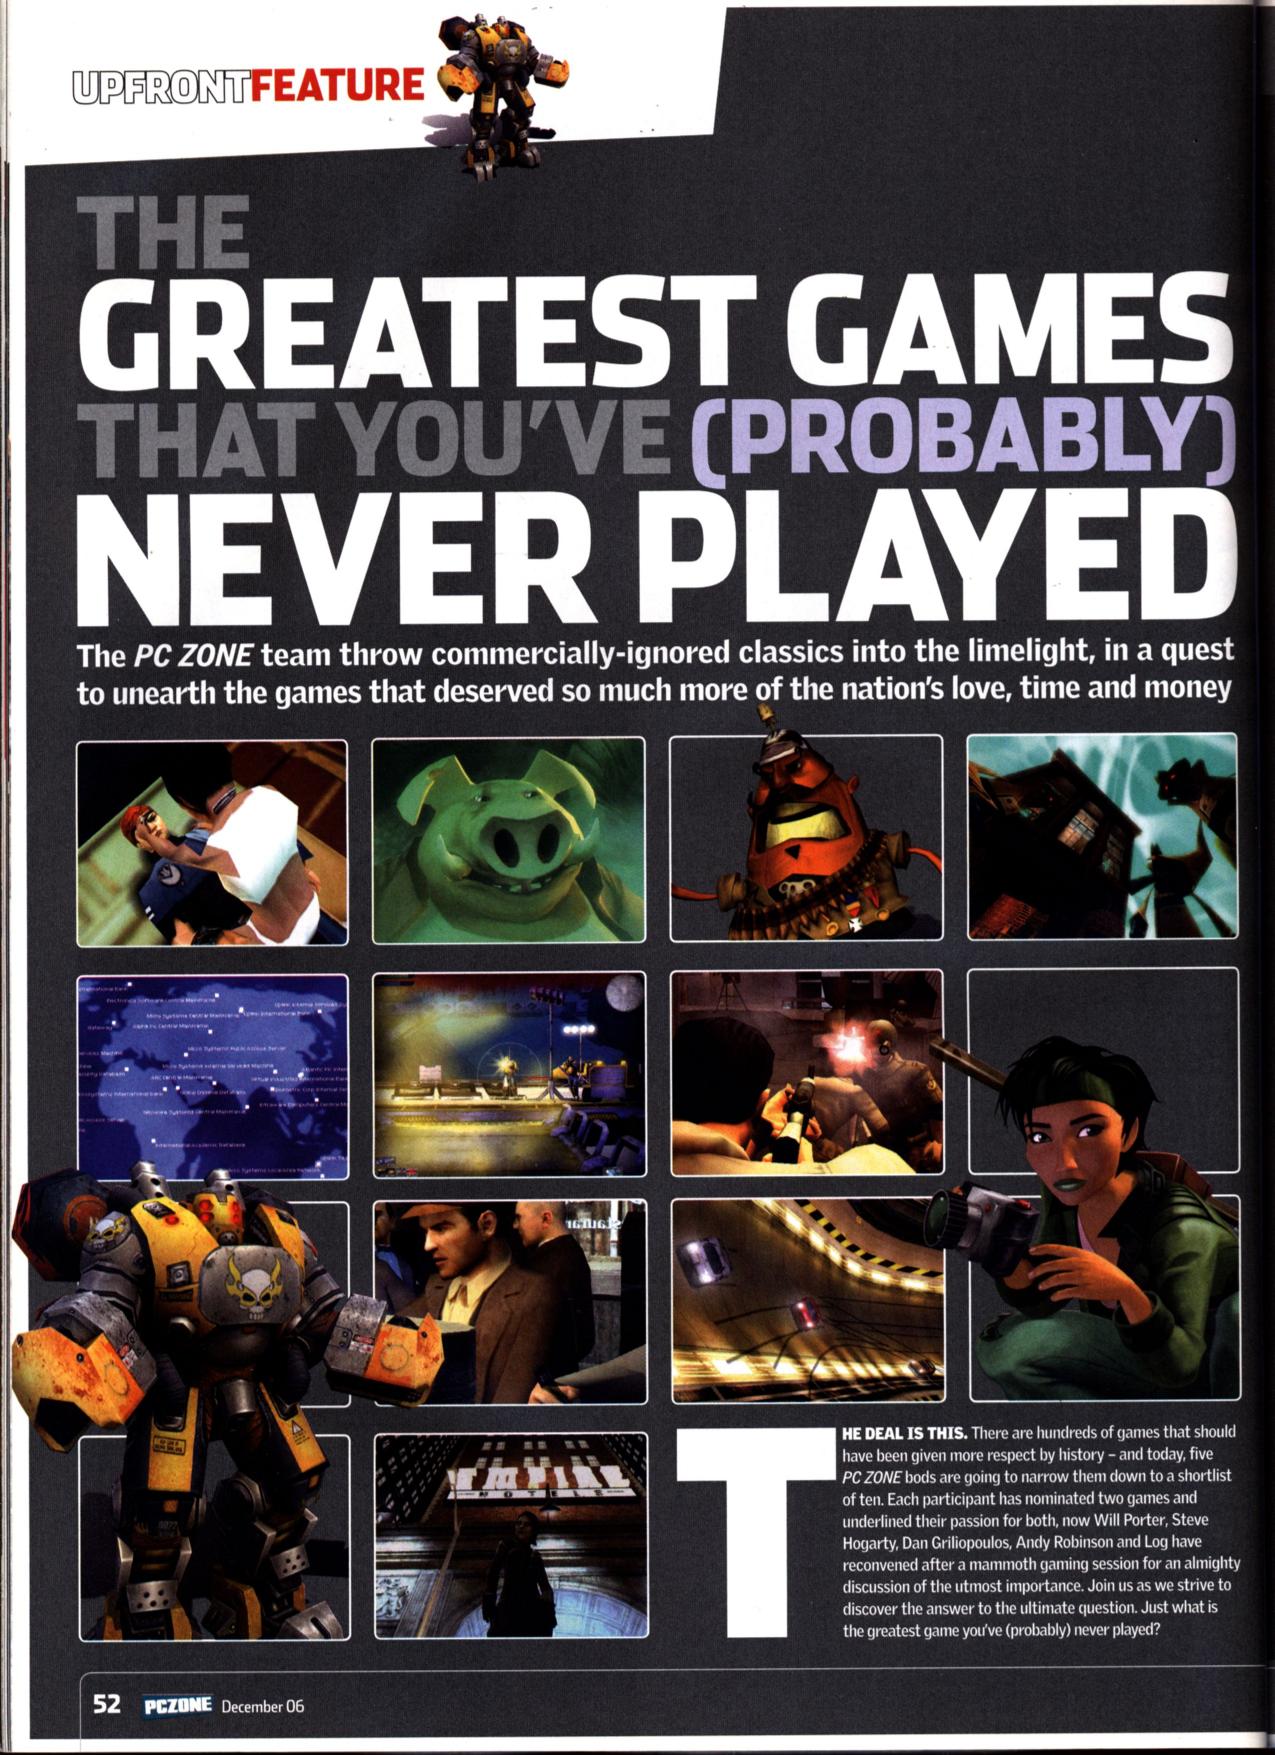 UPFRONTFEATURE
THE
GREATEST GAMES
THAT YOU'VE (PROBABLY)
NEVER PLAYED
The PC ZONE team throw commercially-ignored classics into the limelight, in a quest
to unearth the games that deserved so much more of the nation's love, time and money
EMPIRE
HOTEL
HE DEAL IS THIS. There are hundreds of games that should
have been given more respect by history – and today, five
PC ZONE bods are going to narrow them down to a shortlist
of ten. Each participant has nominated two games and
underlined their passion for both, now Will Porter, Steve
Hogarty, Dan Griliopoulos, Andy Robinson and Log have
reconvened after a mammoth gaming session for an almighty
discussion of the utmost importance. Join us as we strive to
discover the answer to the ultimate question. Just what is
the greatest game you've (probably) never played?
T
52 PCZONE December 06